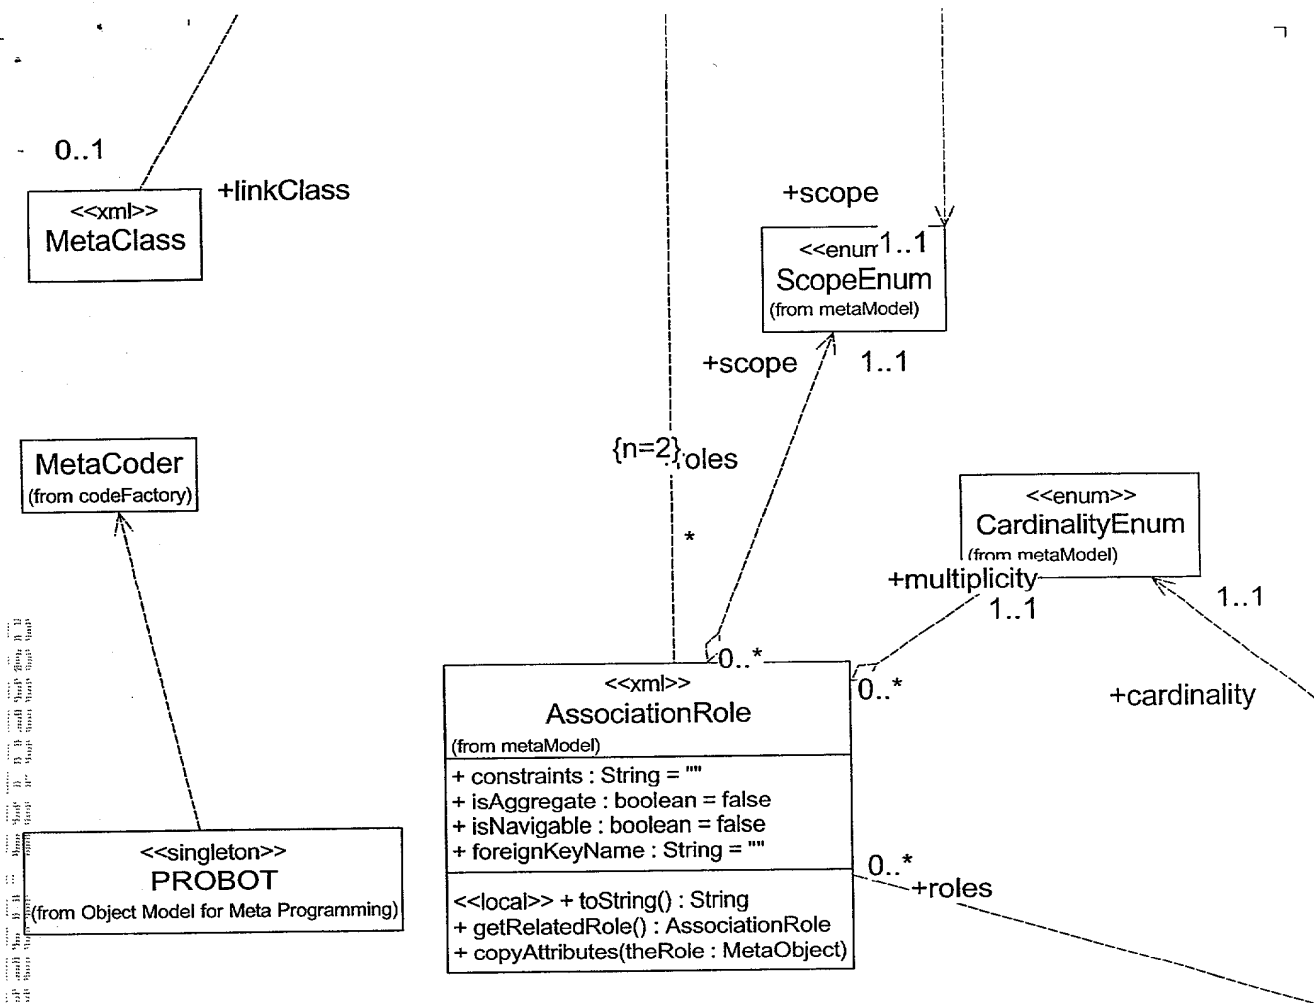 0..1
+linkClass
<<xml>>
MetaClass
+scope
1..1
<<enum
ScopeEnum
(from metaModel)
+scope
1..1
MetaCoder
(from codeFactory)
{n=2}
oles
*
<<enum>>
CardinalityEnum
(from metaModel)
+multiplicity
1..1
1..1
+cardinality
0..*
0..*
<<xml>>
AssociationRole
(from metaModel)
+ constraints : String = ""
+ isAggregate : boolean = false
+ isNavigable : boolean = false
+ foreignKeyName : String = ""
<<local>> + toString() : String
+ getRelatedRole() : AssociationRole
+ copyAttributes(theRole : MetaObject)
0..*
+roles
<<singleton>>
PROBOT
(from Object Model for Meta Programming)